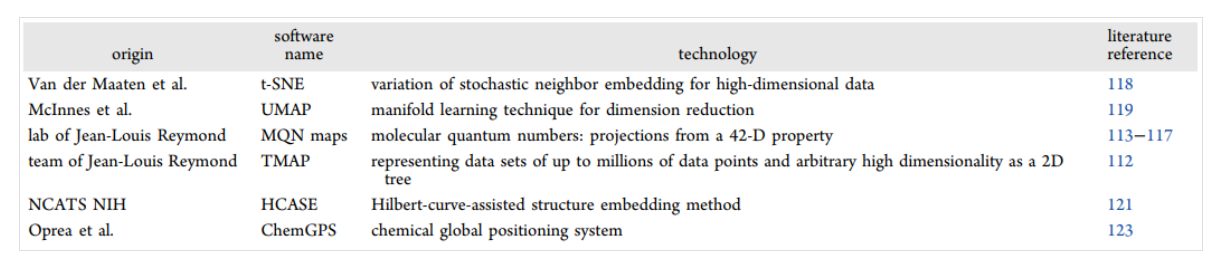 origin software name technology literature reference
Van der Maaten et al. t-SNE variation of stochastic neighbor embedding for high-dimensional data 118
McInnes et al. UMAP manifold learning technique for dimension reduction 119
lab of Jean-Louis Reymond MQN maps molecular quantum numbers: projections from a 42-D property 113−117
team of Jean-Louis Reymond TMAP representing data sets of up to millions of data points and arbitrary high dimensionality as a 2D 112
tree
NCATS NIH HCASE Hilbert-curve-assisted structure embedding method 121
Oprea et al. ChemGPS chemical global positioning system 123